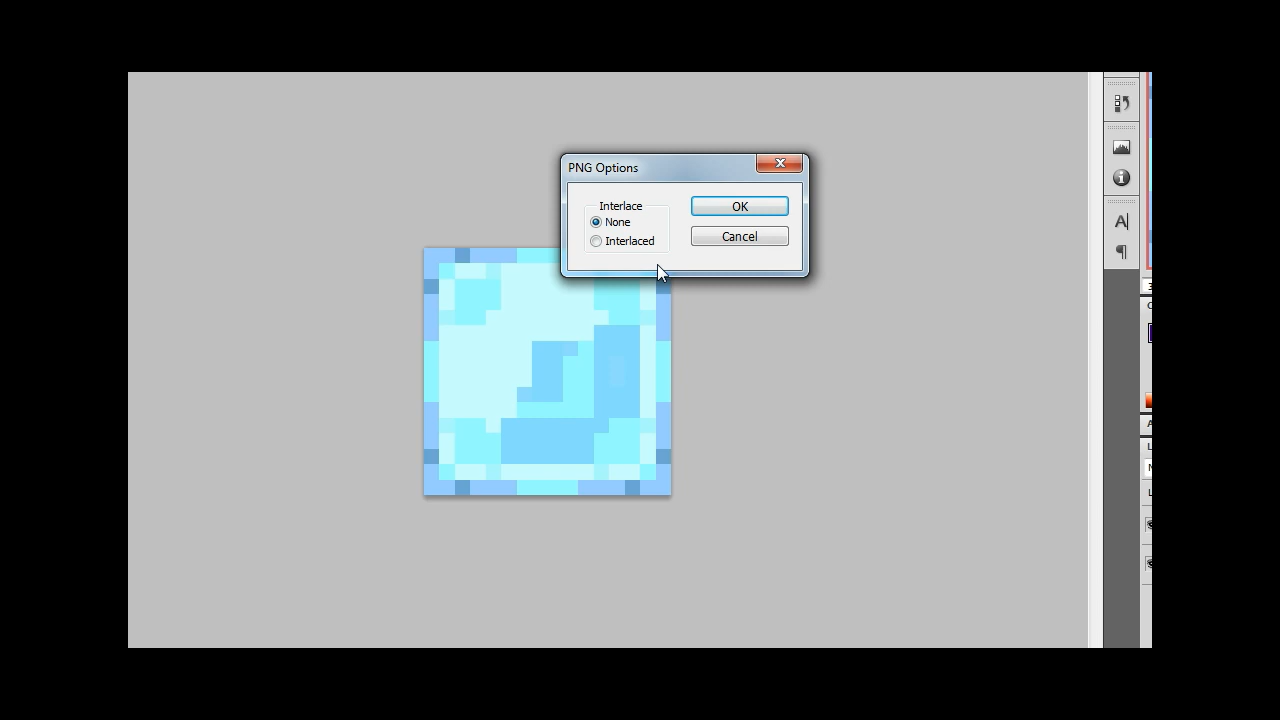 PNG Options
Interlace
None
Interlaced
OK
Cancel